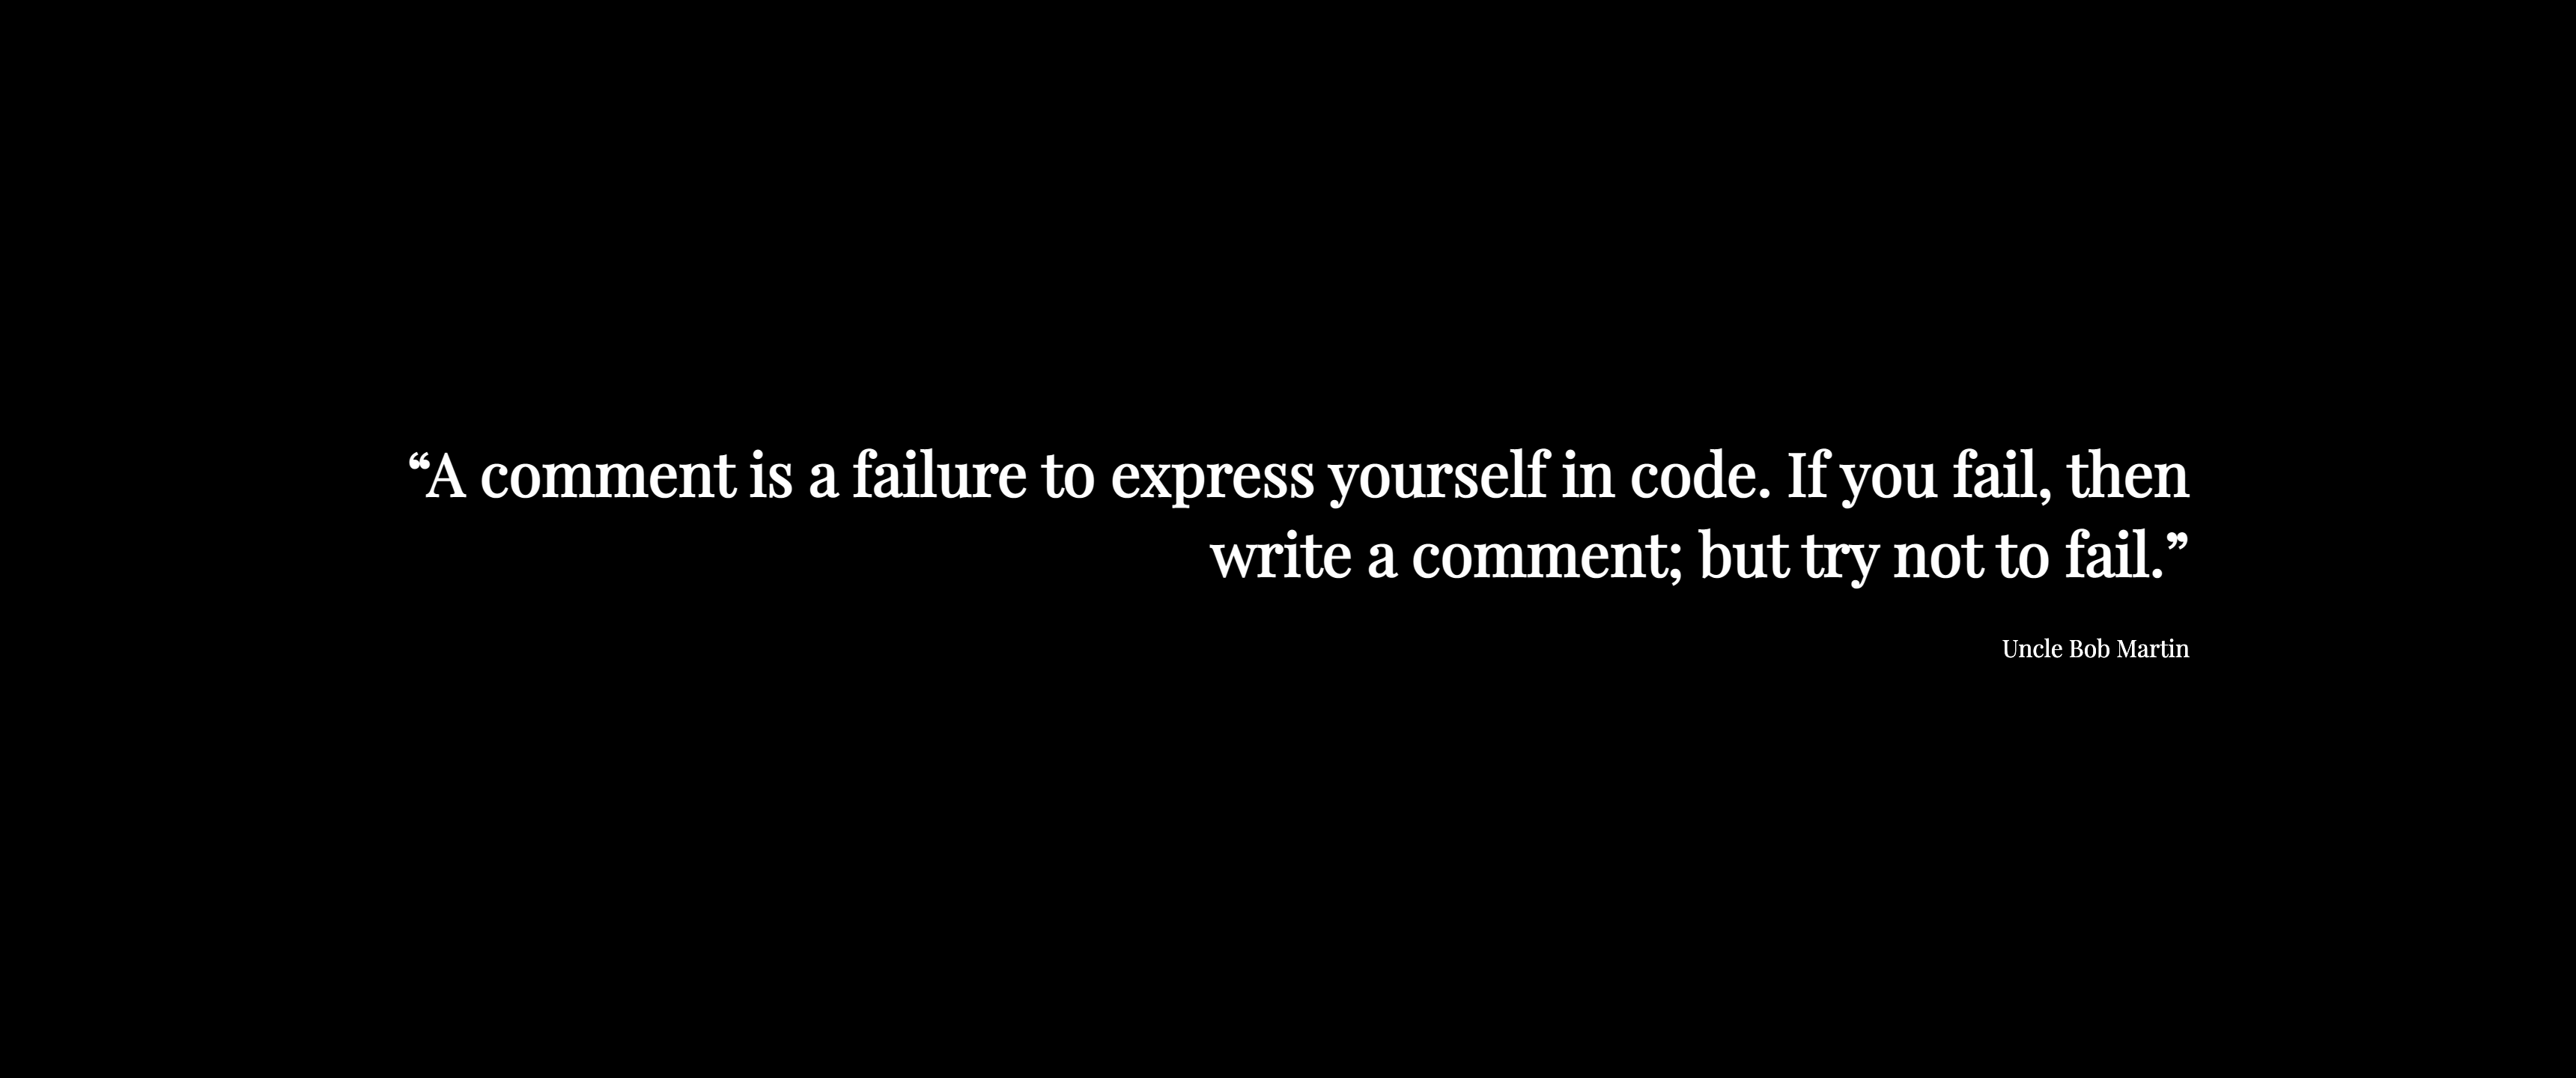 “A comment is a failure to express yourself in code. If you fail, then
write a comment; but try not to fail.”
Uncle Bob Martin